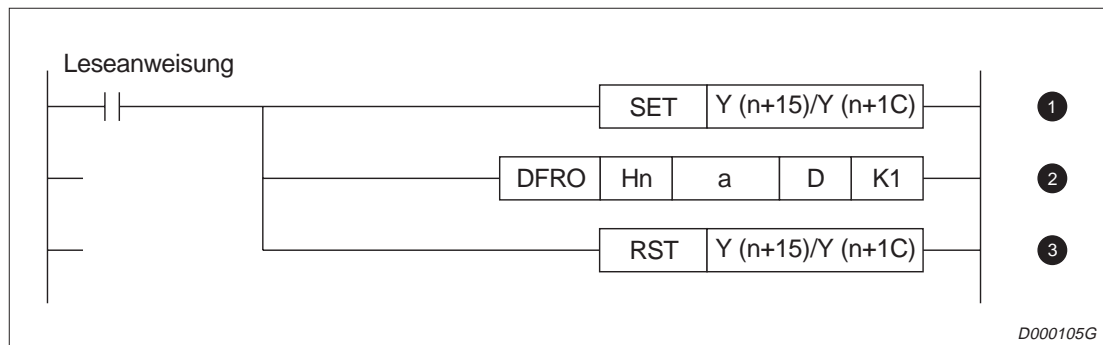 Leseanweisung
SET Y (n+15)/Y (n+1C) 1
DFRO Hn a D K1 2
RST Y (n+15)/Y (n+1C) 3
D000105G